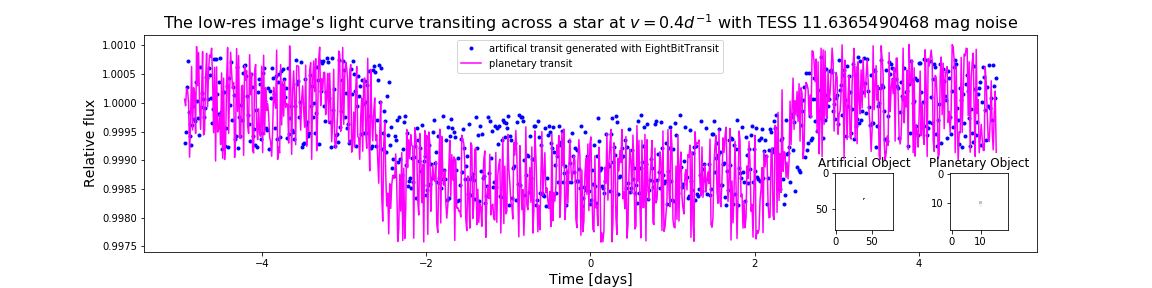 The low-res image's light curve transiting across a star at v = 0.4d⁻¹ with TESS 11.6365490468 mag noise
artifical transit generated with EightBitTransit
planetary transit
Relative flux
1.0010
1.0005
1.0000
0.9995
0.9990
0.9985
0.9980
0.9975
Artificial Object
0
50
0 50
Planetary Object
0
10
0 10
−4 −2 0 2 4
Time [days]